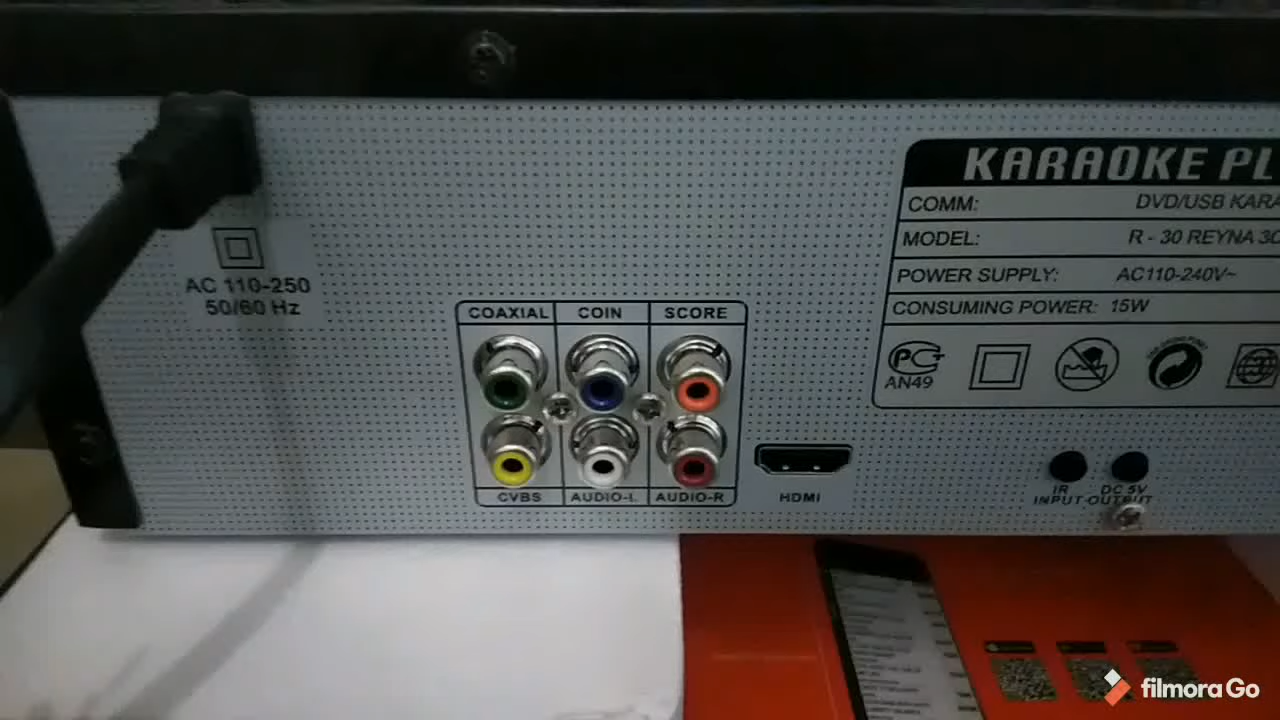 KARAOKE PL
COMM: DVD/USB KARA
MODEL: R - 30 REYNA 3
POWER SUPPLY: AC110-240V~
CONSUMING POWER: 15W
AN49
AC 110-250
50/60 Hz
COAXIAL COIN SCORE
CVBS AUDIO-L AUDIO-R
HDMI
IR DC 5V
INPUT-OUTPUT
filmoraGo